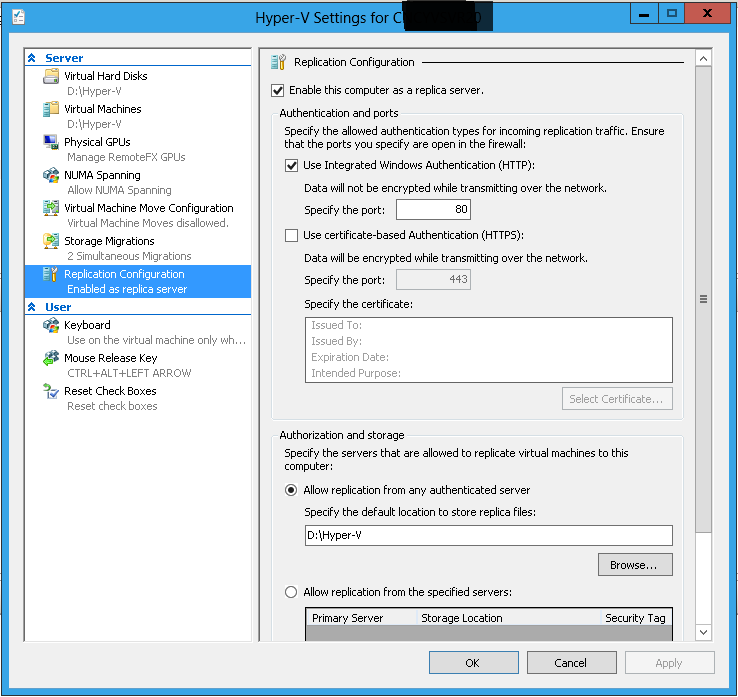 Hyper-V Settings for C
Server
Virtual Hard Disks
D:\Hyper-V
Virtual Machines
D:\Hyper-V
Physical GPUs
Manage RemoteFX GPUs
NUMA Spanning
Allow NUMA Spanning
Virtual Machine Move Configuration
Virtual Machine Moves disallowed.
Storage Migrations
2 Simultaneous Migrations
Replication Configuration
Enabled as replica server
User
Keyboard
Use on the virtual machine only wh...
Mouse Release Key
CTRL+ALT+LEFT ARROW
Reset Check Boxes
Reset check boxes
Replication Configuration
Enable this computer as a replica server.
Authentication and ports
Specify the allowed authentication types for incoming replication traffic. Ensure
that the ports you specify are open in the firewall:
Use Integrated Windows Authentication (HTTP):
Data will not be encrypted while transmitting over the network.
Specify the port: 80
Use certificate-based Authentication (HTTPS):
Data will be encrypted while transmitting over the network.
Specify the port: 443
Specify the certificate:
Issued To:
Issued By:
Expiration Date:
Intended Purpose:
Select Certificate...
Authorization and storage
Specify the servers that are allowed to replicate virtual machines to this
computer:
Allow replication from any authenticated server
Specify the default location to store replica files:
D:\Hyper-V
Browse...
Allow replication from the specified servers:
Primary Server Storage Location Security Tag
OK Cancel Apply